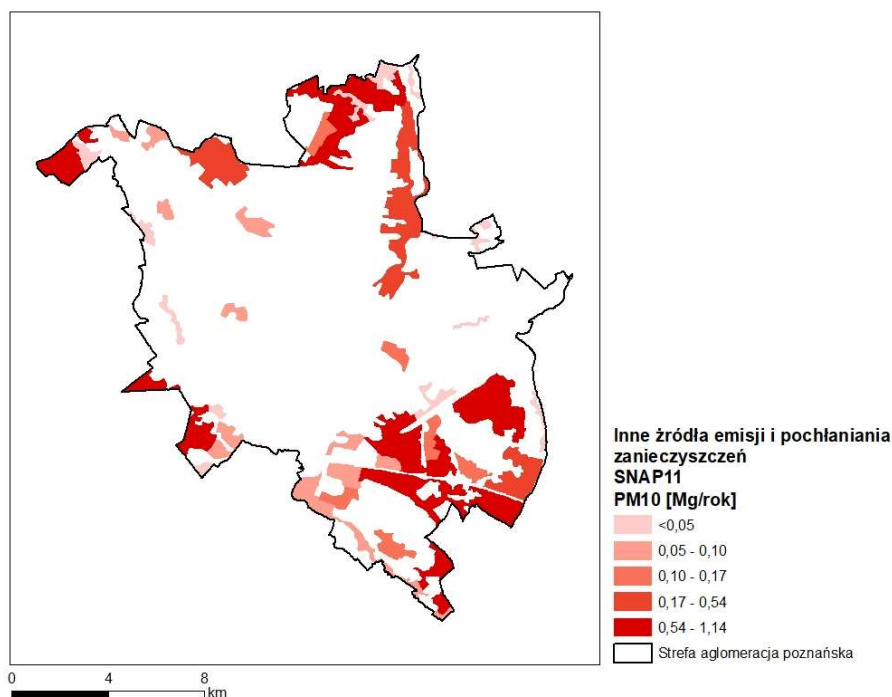 Inne źródła emisji i pochłaniania
zanieczyszczeń
SNAP11
PM10 [Mg/rok]
<0,05
0,05 - 0,10
0,10 - 0,17
0,17 - 0,54
0,54 - 1,14
Strefa aglomeracja poznańska
0 4 8
km